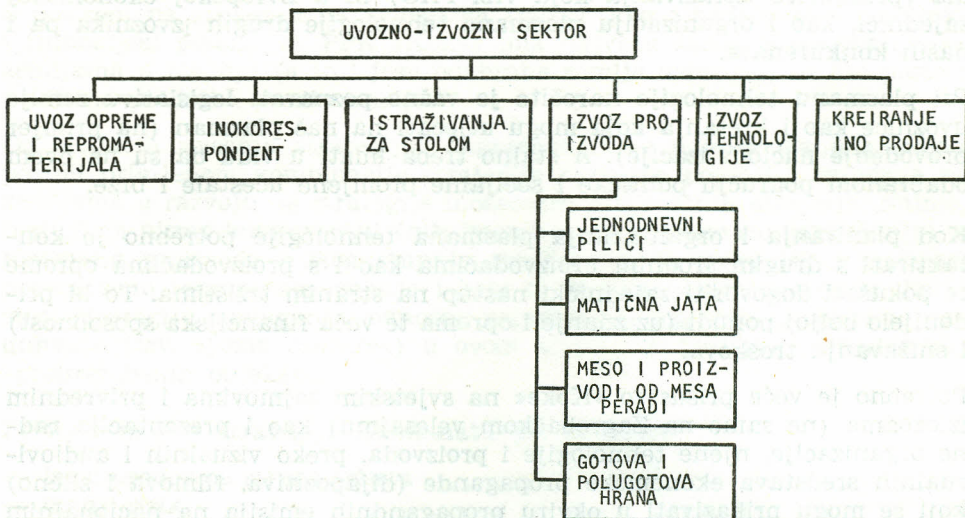 UVOZNO-IZVOZNI SEKTOR
UVOZ OPREME
I REPROMA-
TERIJALA
INOKORES-
PONDENT
ISTRAŽIVANJA
ZA STOLOM
IZVOZ PRO-
IZVODA
IZVOZ
TEHNOLO-
GIJE
KREIRANJE
INO PRODAJE
JEDNODNEVNI
PILIĆI
MATIČNA JATA
MESO I PROIZ-
VODI OD MESA
PERADI
GOTOVA I
POLUGOTOVA
HRANA